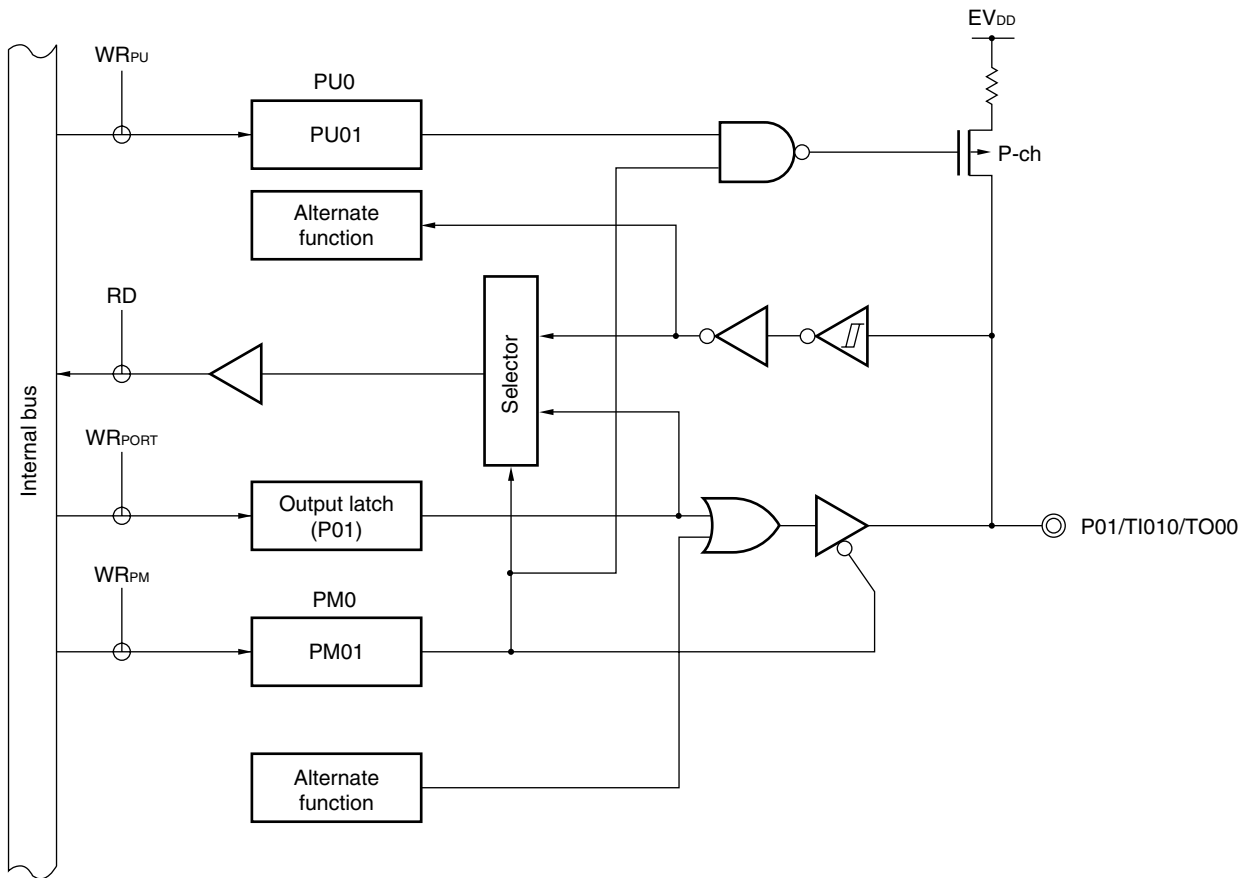 EVDD
WRPU
PU0
PU01
P-ch
Alternate
function
RD
Selector
Internal bus
WRPORT
Output latch
(P01)
P01/TI010/TO00
WRPM
PM0
PM01
Alternate
function